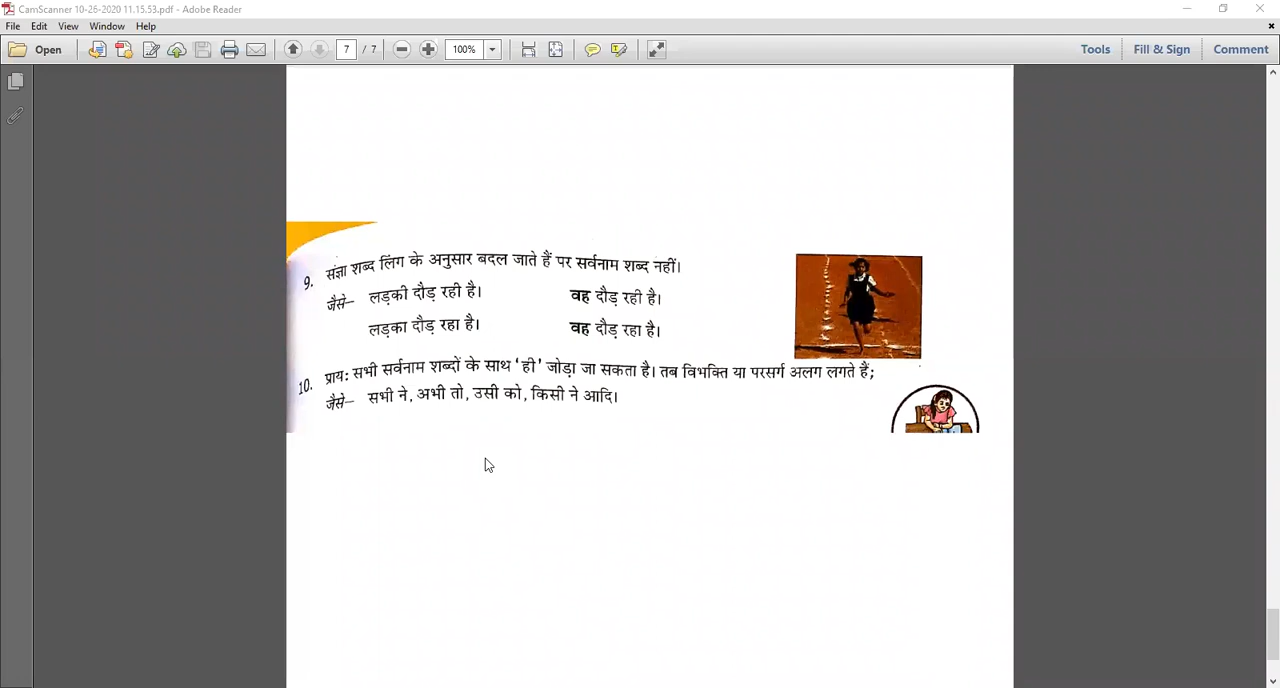 CamScanner 10-26-2020 11.15.53.pdf - Adobe Reader
File Edit View Window Help
Open 7 / 7 100% Tools Fill & Sign Comment
9. संज्ञा शब्द लिंग के अनुसार बदल जाते हैं पर सर्वनाम शब्द नहीं।
जैसे— लड़की दौड़ रही है। वह दौड़ रही है।
लड़का दौड़ रहा है। वह दौड़ रहा है।
10. प्राय: सभी सर्वनाम शब्दों के साथ 'ही' जोड़ा जा सकता है। तब विभक्ति या परसर्ग अलग लगते हैं;
जैसे— सभी ने, अभी तो, उसी को, किसी ने आदि।